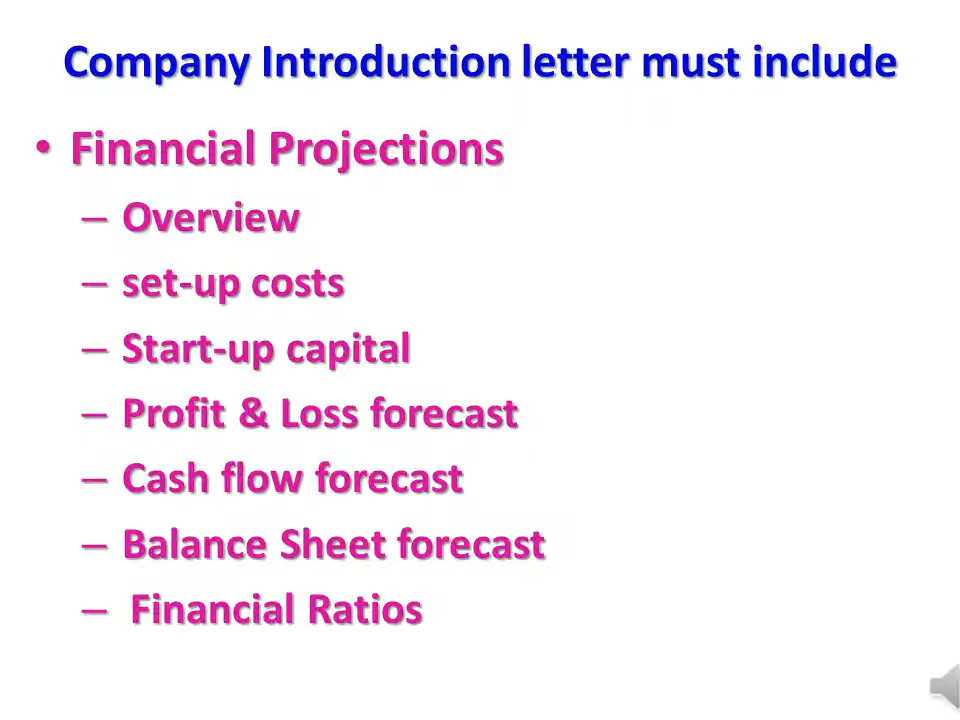 Company Introduction letter must include
• Financial Projections
– Overview
– set-up costs
– Start-up capital
– Profit & Loss forecast
– Cash flow forecast
– Balance Sheet forecast
– Financial Ratios